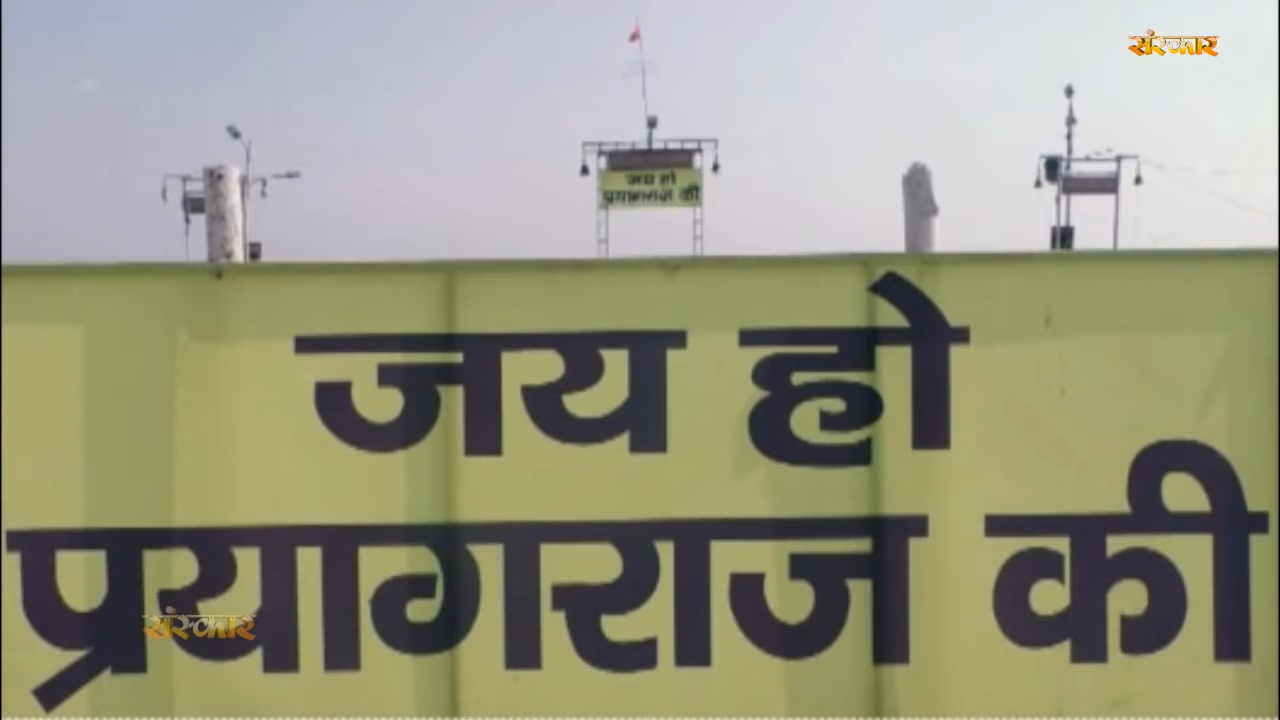 संस्कार
जय हो
प्रयागराज की
जय हो
प्रयागराज की
संस्कार